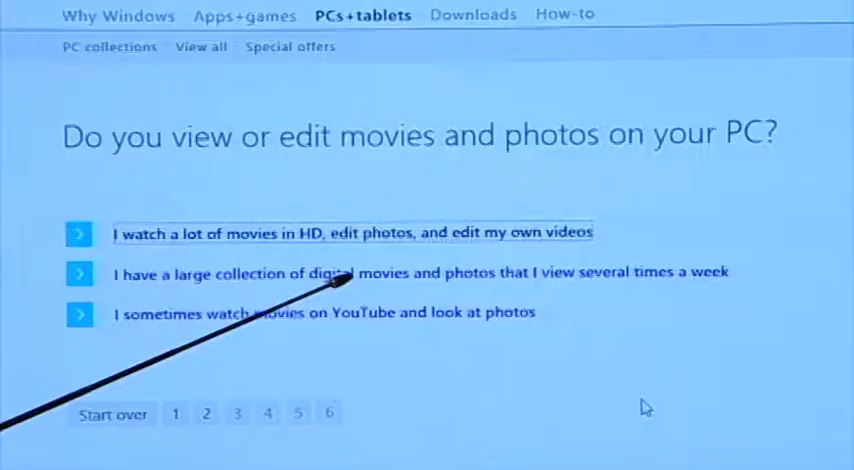 Why Windows Apps+games PCs+tablets Downloads How-to
PC collections View all Special offers
Do you view or edit movies and photos on your PC?
I watch a lot of movies in HD, edit photos, and edit my own videos
I have a large collection of digital movies and photos that I view several times a week
I sometimes watch movies on YouTube and look at photos
Start over 1 2 3 4 5 6